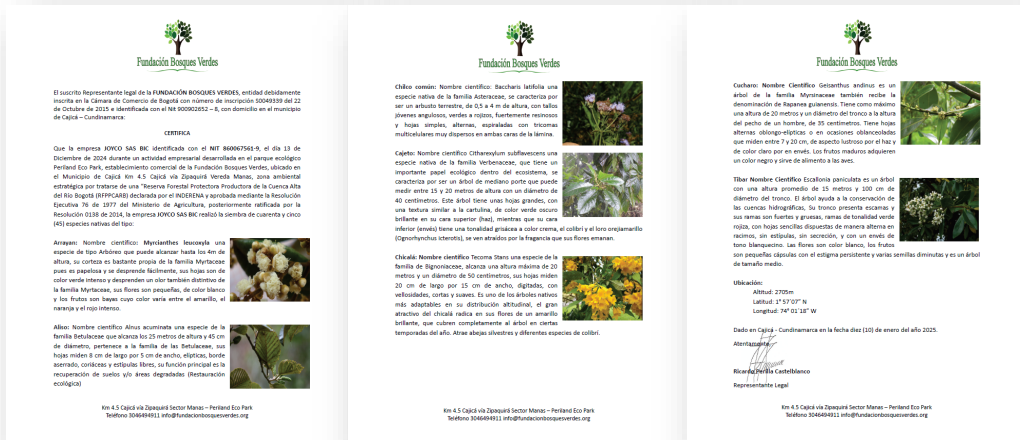 Fundación Bosques Verdes
El suscrito Representante legal de la FUNDACIÓN BOSQUES VERDES, entidad debidamente
inscrita en la Cámara de Comercio de Bogotá con número de inscripción S0049339 del 22
de Octubre de 2015 e identificada con el Nit 900902652 – 8, con domicilio en el municipio
de Cajicá – Cundinamarca:
CERTIFICA
Que la empresa JOYCO SAS BIC identificada con el NIT 860067561-9, el día 13 de
Diciembre de 2024 durante un actividad empresarial desarrollada en el parque ecológico
Periland Eco Park, establecimiento comercial de la Fundación Bosques Verdes, ubicado en
el Municipio de Cajicá Km 4.5 Cajicá vía Zipaquirá Vereda Manas, zona ambiental
estratégica por tratarse de una "Reserva Forestal Protectora Productora de la Cuenca Alta
del Río Bogotá (RFPPCARB) declarada por el INDERENA y aprobada mediante la Resolución
Ejecutiva 76 de 1977 del Ministerio de Agricultura, posteriormente ratificada por la
Resolución 0138 de 2014, la empresa JOYCO SAS BIC realizó la siembra de cuarenta y cinco
(45) especies nativas del tipo:
Arrayan: Nombre científico: Myrcianthes leucoxyla una
especie de tipo Arbóreo que puede alcanzar hasta los 4m de
altura, su corteza es bastante propia de la familia Myrtaceae
pues es papelosa y se desprende fácilmente, sus hojas son de
color verde intenso y desprenden un olor también distintivo de
la familia Myrtaceae, sus flores son pequeñas, de color blanco
y los frutos son bayas cuyo color varía entre el amarillo, el
naranja y el rojo intenso.
Aliso: Nombre científico Alnus acuminata una especie de la
familia Betulaceae que alcanza los 25 metros de altura y 45 cm
de diámetro, pertenece a la familia de las Betulaceae, sus
hojas miden 8 cm de largo por 5 cm de ancho, elípticas, borde
aserrado, coriáceas y estípulas libres, su función principal es la
recuperación de suelos y/o áreas degradadas (Restauración
ecológica)
Km 4.5 Cajicá vía Zipaquirá Sector Manas – Periland Eco Park
Teléfono 3046494911 info@fundacionbosquesverdes.org
Fundación Bosques Verdes
Chilco común: Nombre científico: Baccharis latifolia una
especie nativa de la familia Asteraceae, se caracteriza por
ser un arbusto terrestre, de 0,5 a 4 m de altura, con tallos
jóvenes angulosos, verdes a rojizos, fuertemente resinosos
y hojas simples, alternas, espiraladas con tricomas
multicelulares muy dispersos en ambas caras de la lámina.
Cajeto: Nombre científico Citharexylum subflavescens una
especie nativa de la familia Verbenaceae, que tiene un
importante papel ecológico dentro del ecosistema, se
caracteriza por ser un árbol de mediano porte que puede
medir entre 15 y 20 metros de altura con un diámetro de
40 centímetros. Este árbol tiene unas hojas grandes, con
una textura similar a la cartulina, de color verde oscuro
brillante en su cara superior (haz), mientras que su cara
inferior (envés) tiene una tonalidad grisácea a color crema, el colibrí y el loro orejiamarillo
(Ognorhynchus icterotis), se ven atraídos por la fragancia que sus flores emanan.
Chicalá: Nombre científico Tecoma Stans una especie de la
familia de Bignoniaceae, alcanza una altura máxima de 20
metros y un diámetro de 50 centímetros, sus hojas miden
20 cm de largo por 15 cm de ancho, digitadas, con
vellosidades, cortas y suaves. Es uno de los árboles nativos
más adaptables en su distribución altitudinal, el gran
atractivo del chicalá radica en sus flores de un amarillo
brillante, que cubren completamente al árbol en ciertas
temporadas del año. Atrae abejas silvestres y diferentes especies de colibrí.
Km 4.5 Cajicá vía Zipaquirá Sector Manas – Periland Eco Park
Teléfono 3046494911 info@fundacionbosquesverdes.org
Fundación Bosques Verdes
Cucharo: Nombre Científico Geisanthus andinus es un
árbol de la familia Myrsinaceae también recibe la
denominación de Rapanea guianensis. Tiene como máximo
una altura de 20 metros y un diámetro del tronco a la altura
del pecho de un hombre, de 35 centímetros. Tiene hojas
alternas oblongo-elípticas o en ocasiones oblanceoladas
que miden entre 7 y 20 cm, de aspecto lustroso por el haz y
de color claro por en envés. Los frutos maduros adquieren
un color negro y sirve de alimento a las aves.
Tibar Nombre Científico Escallonia paniculata es un árbol
con una altura promedio de 15 metros y 100 cm de
diámetro del tronco. El árbol ayuda a la conservación de
las cuencas hidrográficas, Su tronco presenta escamas y
sus ramas son fuertes y gruesas, ramas de tonalidad verde
rojiza, con hojas sencillas dispuestas de manera alterna en
racimos, sin estípulas, sin secreción, y con un envés de
tono blanquecino. Las flores son color blanco, los frutos
son pequeñas cápsulas con el estigma persistente y varias semillas diminutas y es un árbol
de tamaño medio.
Ubicación:
Altitud: 2705m
Latitud: 1° 57'07" N
Longitud: 74° 01'18" W
Dado en Cajicá - Cundinamarca en la fecha diez (10) de enero del año 2025.
Atentamente,
Ricardo Perilla Castelblanco
Representante Legal
Km 4.5 Cajicá vía Zipaquirá Sector Manas – Periland Eco Park
Teléfono 3046494911 info@fundacionbosquesverdes.org